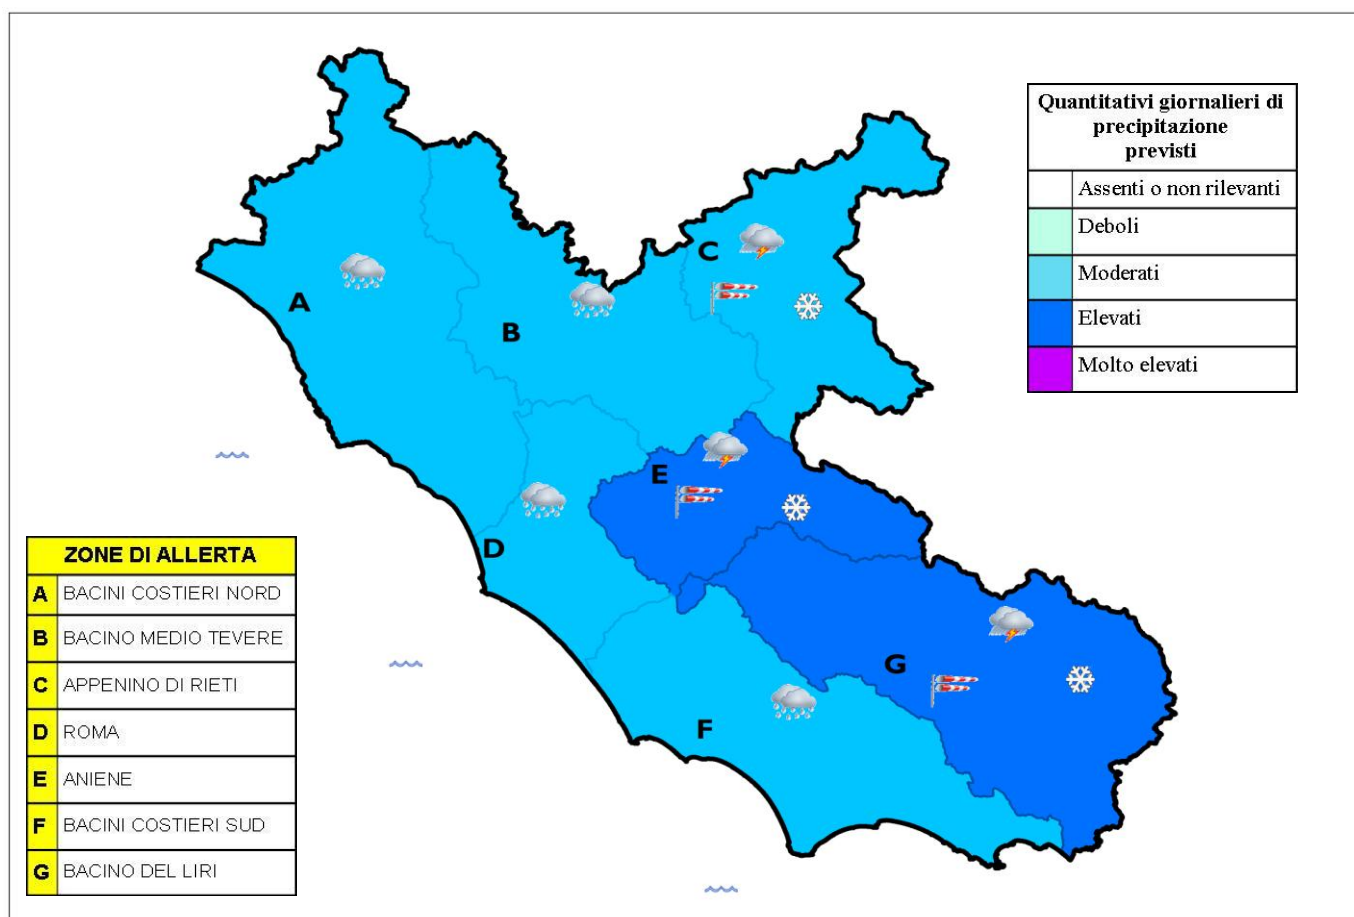 Quantitativi giornalieri di
precipitazione
previsti
Assenti o non rilevanti
Deboli
Moderati
Elevati
Molto elevati
C
A
B
E
D
G
F
ZONE DI ALLERTA
A BACINI COSTIERI NORD
B BACINO MEDIO TEVERE
C APPENINO DI RIETI
D ROMA
E ANIENE
F BACINI COSTIERI SUD
G BACINO DEL LIRI